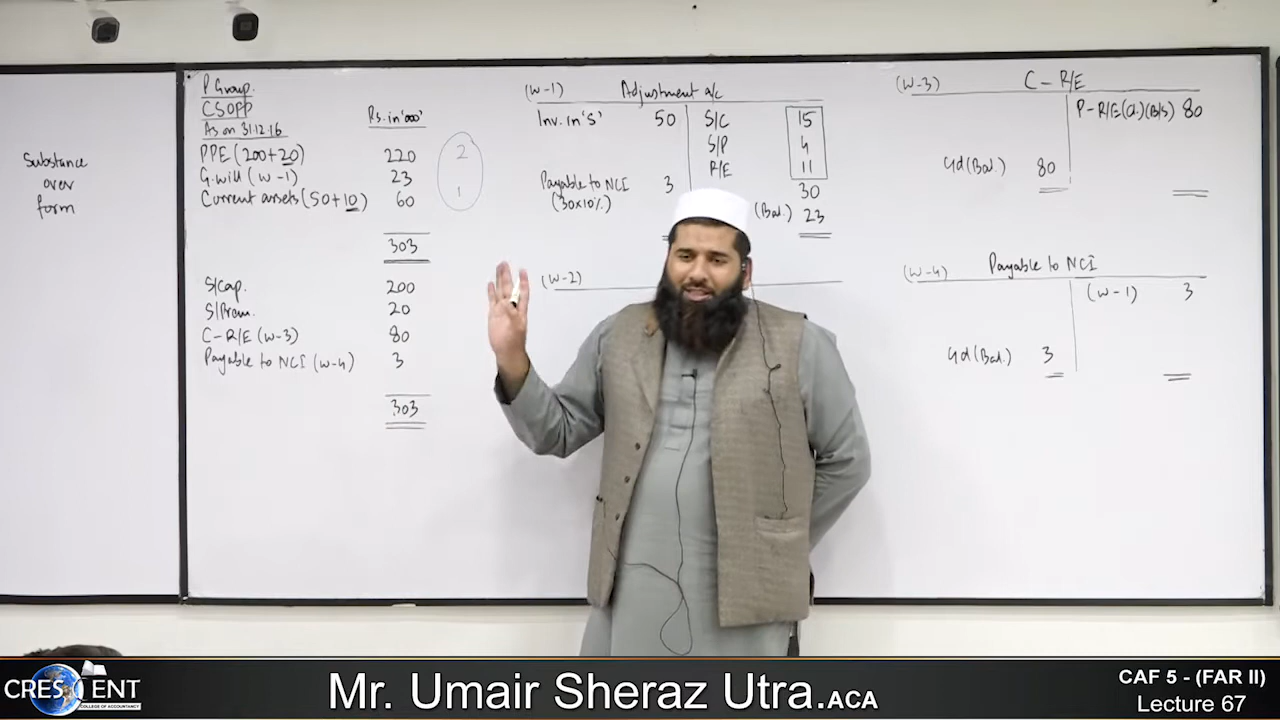 Substance
over
form
P Group.
CSOFP
As on 31.12.16
Rs. in '000'
PPE (200+20) 220 2
G.will (W-1) 23
Current assets (50+10) 60 1
303
S/Cap. 200
S/Prem. 20
C-R/E (W-3) 80
Payable to NCI (W-4) 3
303
(W-1) Adjustment a/c
Inv. in 'S' 50 S/C 15
S/P 4
R/E 11
Payable to NCI 3 30
(30x10%) (Bal.) 23
(W-2)
(W-3) C-R/E
P-R/E (Cl.) (B/S) 80
c/d (Bal.) 80
(W-4) Payable to NCI
(W-1) 3
c/d (Bal.) 3
CRESCENT
COLLEGE OF ACCOUNTANCY
Mr. Umair Sheraz Utra.ACA
CAF 5 - (FAR II)
Lecture 67